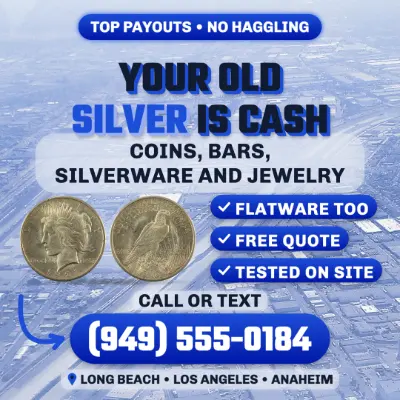 TOP PAYOUTS • NO HAGGLING
YOUR OLD
SILVER IS CASH
COINS, BARS,
SILVERWARE AND JEWELRY
✓ FLATWARE TOO
✓ FREE QUOTE
✓ TESTED ON SITE
CALL OR TEXT
(949) 555-0184
LONG BEACH • LOS ANGELES • ANAHEIM